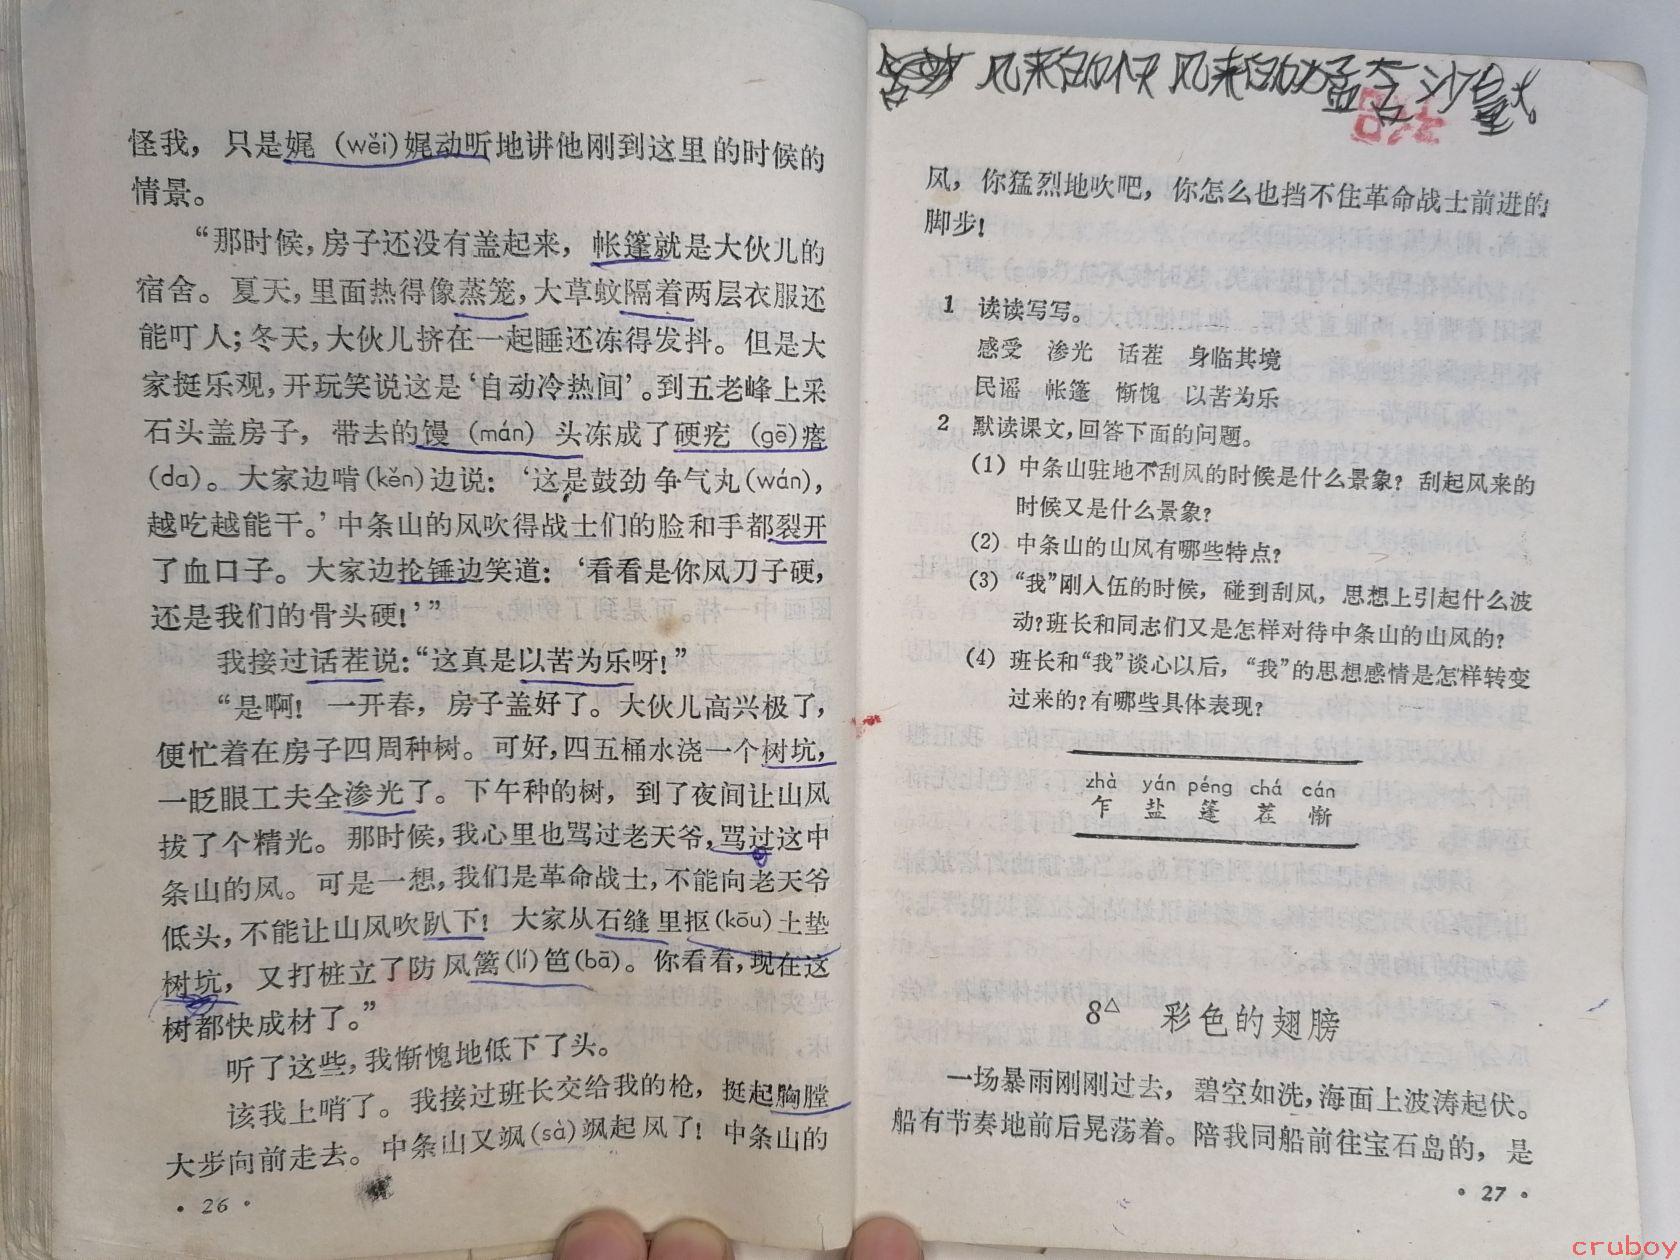 怪我，只是娓（wěi）娓动听地讲他刚到这里的时候的
情景。
“那时候，房子还没有盖起来，帐篷就是大伙儿的
宿舍。夏天，里面热得像蒸笼，大草蚊隔着两层衣服还
能叮人；冬天，大伙儿挤在一起睡还冻得发抖。但是大
家挺乐观，开玩笑说这是‘自动冷热间’。到五老峰上采
石头盖房子，带去的馒（mán）头冻成了硬疙（gē）瘩
(da)。大家边啃(kěn)边说：‘这是鼓劲争气丸(wán)，
越吃越能干。’中条山的风吹得战士们的脸和手都裂开
了血口子。大家边抡锤边笑道：‘看看是你风刀子硬，
还是我们的骨头硬！’”
我接过话茬说：“这真是以苦为乐呀！”
“是啊！一开春，房子盖好了。大伙儿高兴极了，
便忙着在房子四周种树。可好，四五桶水浇一个树坑，
一眨眼工夫全渗光了。下午种的树，到了夜间让山风
拔了个精光。那时候，我心里也骂过老天爷，骂过这中
条山的风。可是一想，我们是革命战士，不能向老天爷
低头，不能让山风吹趴下！大家从石缝里抠(kōu)土垫
树坑，又打桩立了防风篱(lí)笆(bā)。你看看，现在这
树都快成材了。”
听了这些，我惭愧地低下了头。
该我上哨了。我接过班长交给我的枪，挺起胸膛
大步向前走去。中条山又飒(sà)飒起风了！中条山的
· 26 ·
风来的快 风来的 孟
风，你猛烈地吹吧，你怎么也挡不住革命战士前进的
脚步！
1 读读写写。
感受 渗光 话茬 身临其境
民谣 帐篷 惭愧 以苦为乐
2 默读课文，回答下面的问题。
(1) 中条山驻地不刮风的时候是什么景象？刮起风来的
时候又是什么景象？
(2) 中条山的山风有哪些特点？
(3) “我”刚入伍的时候，碰到刮风，思想上引起什么波
动？班长和同志们又是怎样对待中条山的山风的？
(4) 班长和“我”谈心以后，“我”的思想感情是怎样转变
过来的？有哪些具体表现？
zhà yán péng chá cán
乍 盐 篷 茬 惭
8△ 彩色的翅膀
一场暴雨刚刚过去，碧空如洗，海面上波涛起伏。
船有节奏地前后晃荡着。陪我同船前往宝石岛的，是
· 27 ·
cruboy